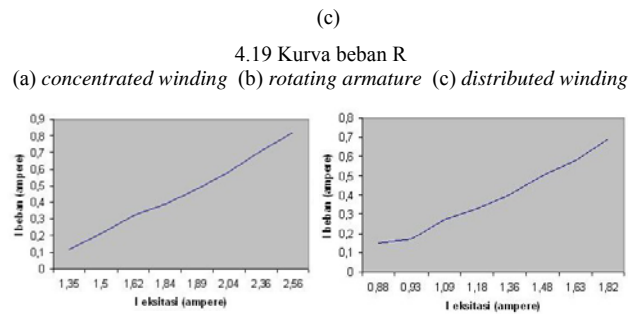 (c)
4.19 Kurva beban R
(a) concentrated winding (b) rotating armature (c) distributed winding
0,9
0,8
0,7
0,6
0,5
0,4
0,3
0,2
0,1
0
I beban (ampere)
1,35 1,5 1,62 1,84 1,89 2,04 2,36 2,56
I eksitasi (ampere)
0,8
0,7
0,6
0,5
0,4
0,3
0,2
0,1
0
I beban (ampere)
0,88 0,93 1,09 1,18 1,36 1,48 1,63 1,82
I eksitasi (ampere)